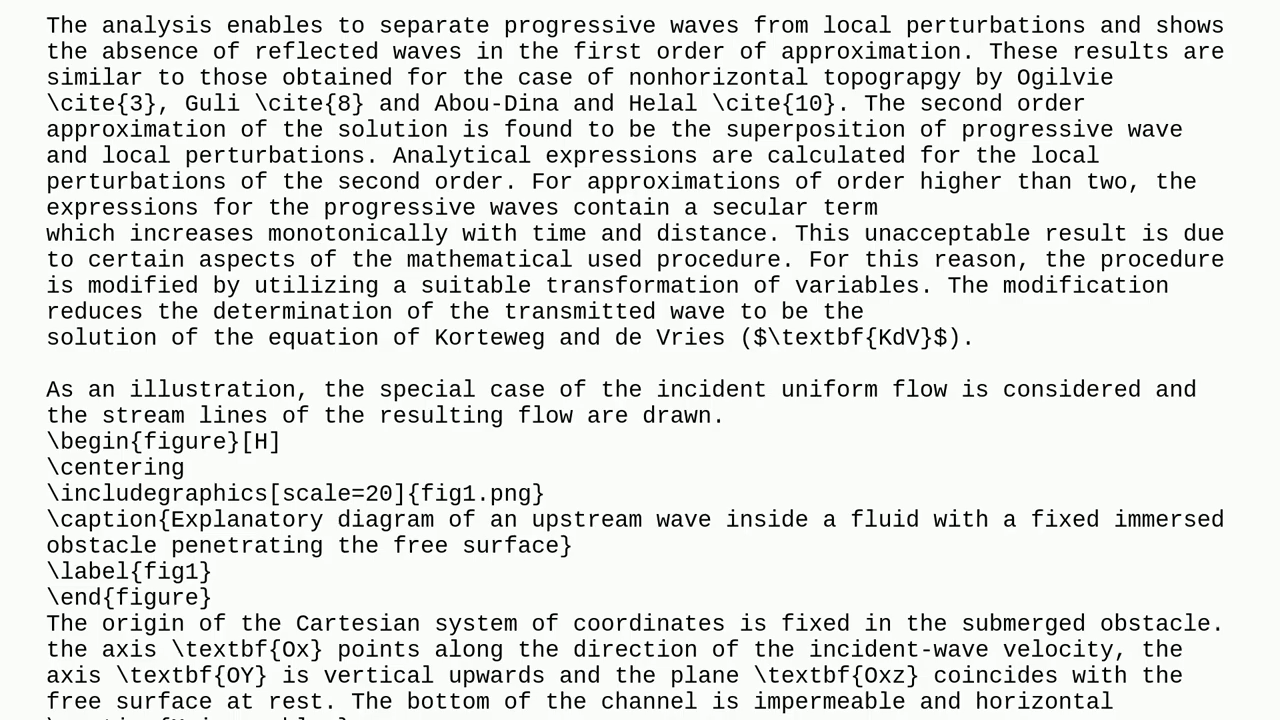 The analysis enables to separate progressive waves from local perturbations and shows
the absence of reflected waves in the first order of approximation. These results are
similar to those obtained for the case of nonhorizontal topograpgy by Ogilvie
\cite{3}, Guli \cite{8} and Abou-Dina and Helal \cite{10}. The second order
approximation of the solution is found to be the superposition of progressive wave
and local perturbations. Analytical expressions are calculated for the local
perturbations of the second order. For approximations of order higher than two, the
expressions for the progressive waves contain a secular term
which increases monotonically with time and distance. This unacceptable result is due
to certain aspects of the mathematical used procedure. For this reason, the procedure
is modified by utilizing a suitable transformation of variables. The modification
reduces the determination of the transmitted wave to be the
solution of the equation of Korteweg and de Vries ($\textbf{KdV}$).
As an illustration, the special case of the incident uniform flow is considered and
the stream lines of the resulting flow are drawn.
\begin{figure}[H]
\centering
\includegraphics[scale=20]{fig1.png}
\caption{Explanatory diagram of an upstream wave inside a fluid with a fixed immersed
obstacle penetrating the free surface}
\label{fig1}
\end{figure}
The origin of the Cartesian system of coordinates is fixed in the submerged obstacle.
the axis \textbf{Ox} points along the direction of the incident-wave velocity, the
axis \textbf{OY} is vertical upwards and the plane \textbf{Oxz} coincides with the
free surface at rest. The bottom of the channel is impermeable and horizontal